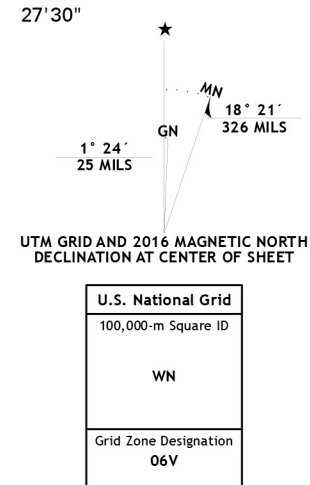 27'30"
MN
18° 21´
326 MILS
GN
1° 24´
25 MILS
UTM GRID AND 2016 MAGNETIC NORTH
DECLINATION AT CENTER OF SHEET
U.S. National Grid
100,000-m Square ID
WN
Grid Zone Designation
06V